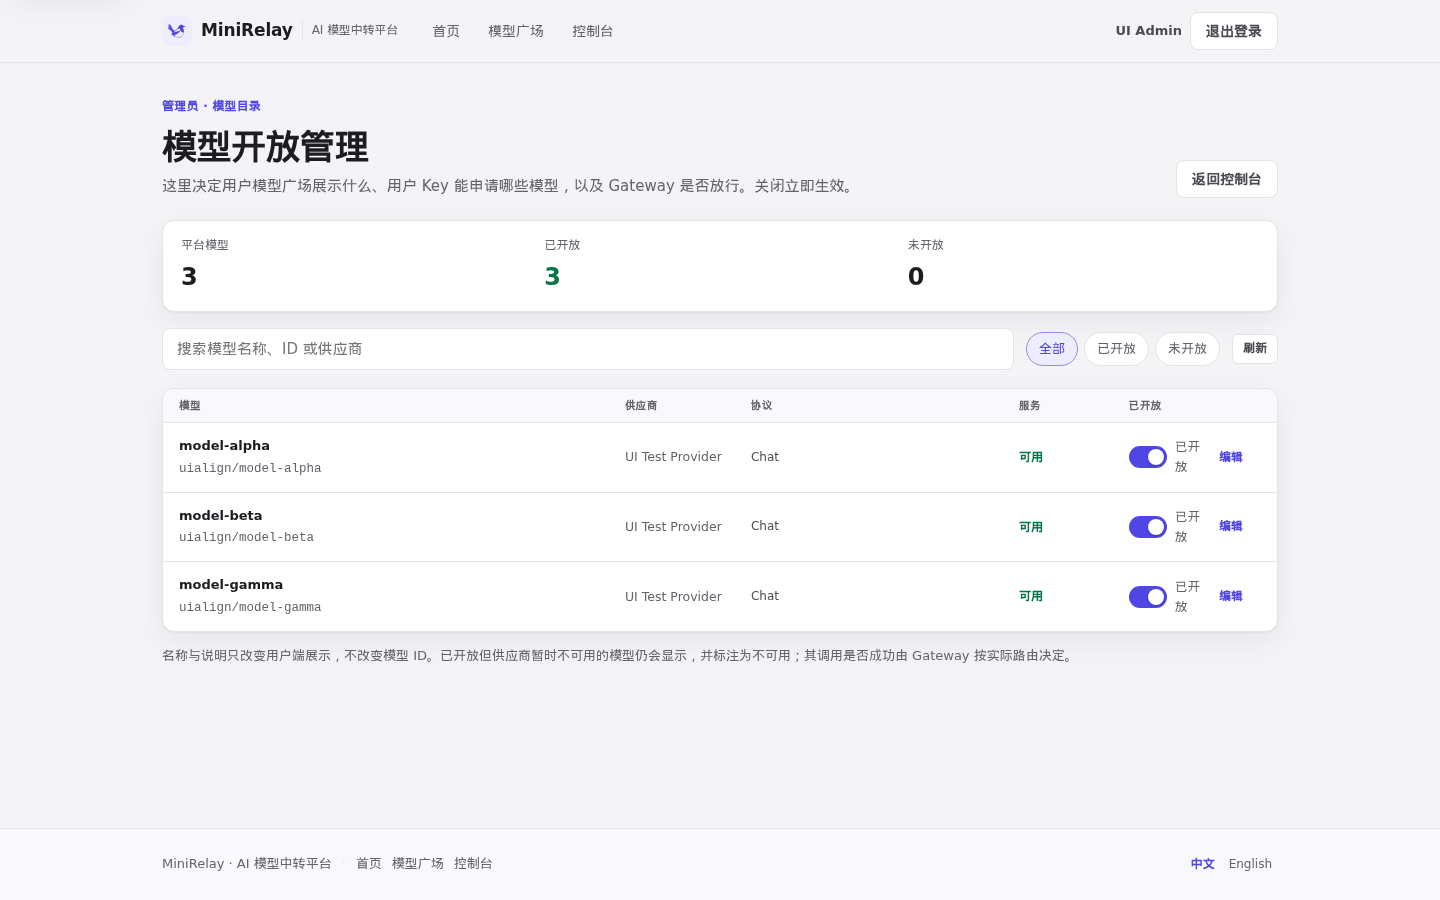 MiniRelay AI 模型中转平台 首页 模型广场 控制台 UI Admin 退出登录
管理员 · 模型目录
模型开放管理
这里决定用户模型广场展示什么、用户 Key 能申请哪些模型，以及 Gateway 是否放行。关闭立即生效。
返回控制台
平台模型 已开放 未开放
3 3 0
搜索模型名称、ID 或供应商 全部 已开放 未开放 刷新
模型 供应商 协议 服务 已开放
model-alpha
uialign/model-alpha
UI Test Provider Chat 可用 已开放 编辑
model-beta
uialign/model-beta
UI Test Provider Chat 可用 已开放 编辑
model-gamma
uialign/model-gamma
UI Test Provider Chat 可用 已开放 编辑
名称与说明只改变用户端展示，不改变模型 ID。已开放但供应商暂时不可用的模型仍会显示，并标注为不可用；其调用是否成功由 Gateway 按实际路由决定。
MiniRelay · AI 模型中转平台 · 首页 模型广场 控制台 中文 English